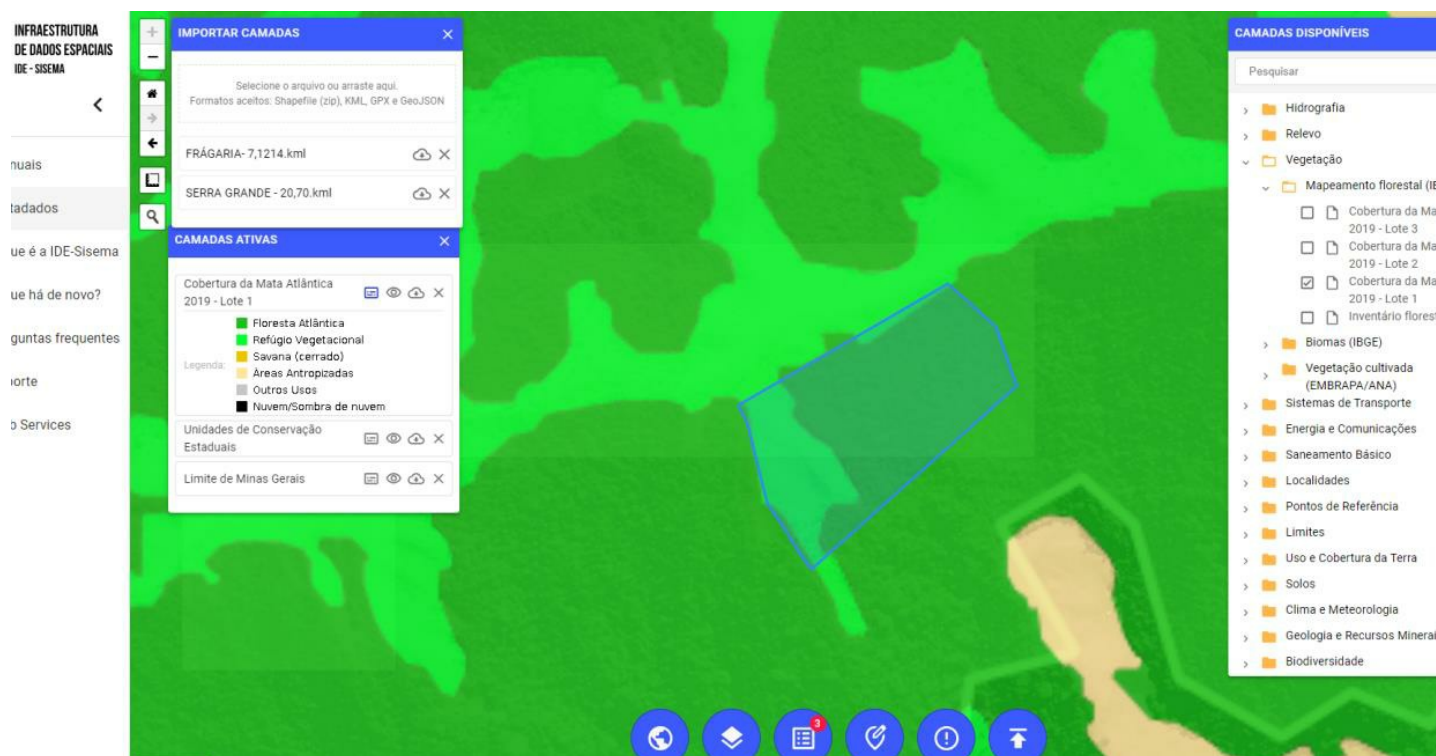 INFRAESTRUTURA
DE DADOS ESPACIAIS
IDE - SISEMA
nuais
tadados
ue é a IDE-Sisema
ue há de novo?
guntas frequentes
orte
b Services
IMPORTAR CAMADAS
Selecione o arquivo ou arraste aqui.
Formatos aceitos: Shapefile (zip), KML, GPX e GeoJSON
FRÁGARIA- 7,1214.kml
SERRA GRANDE - 20,70.kml
CAMADAS ATIVAS
Cobertura da Mata Atlântica
2019 - Lote 1
Legenda:
Floresta Atlântica
Refúgio Vegetacional
Savana (cerrado)
Áreas Antropizadas
Outros Usos
Nuvem/Sombra de nuvem
Unidades de Conservação
Estaduais
Limite de Minas Gerais
3
CAMADAS DISPONÍVEIS
Pesquisar
Hidrografia
Relevo
Vegetação
Mapeamento florestal (IE
Cobertura da Ma
2019 - Lote 3
Cobertura da Ma
2019 - Lote 2
Cobertura da Ma
2019 - Lote 1
Inventário florest
Biomas (IBGE)
Vegetação cultivada
(EMBRAPA/ANA)
Sistemas de Transporte
Energia e Comunicações
Saneamento Básico
Localidades
Pontos de Referência
Limites
Uso e Cobertura da Terra
Solos
Clima e Meteorologia
Geologia e Recursos Minerai
Biodiversidade